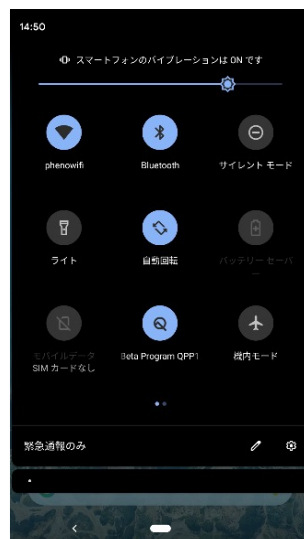 14:50
スマートフォンのバイブレーションは ON です
phenowifi
Bluetooth
サイレント モード
ライト
自動回転
バッテリー セーバ
ー
モバイルデータ
SIM カードなし
Beta Program QPP1
機内モード
緊急通報のみ